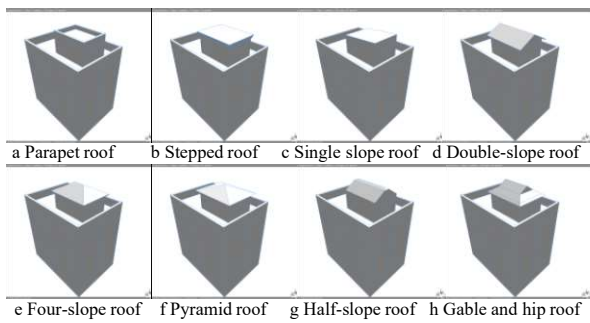 a Parapet roof b Stepped roof c Single slope roof d Double-slope roof
e Four-slope roof f Pyramid roof g Half-slope roof h Gable and hip roof